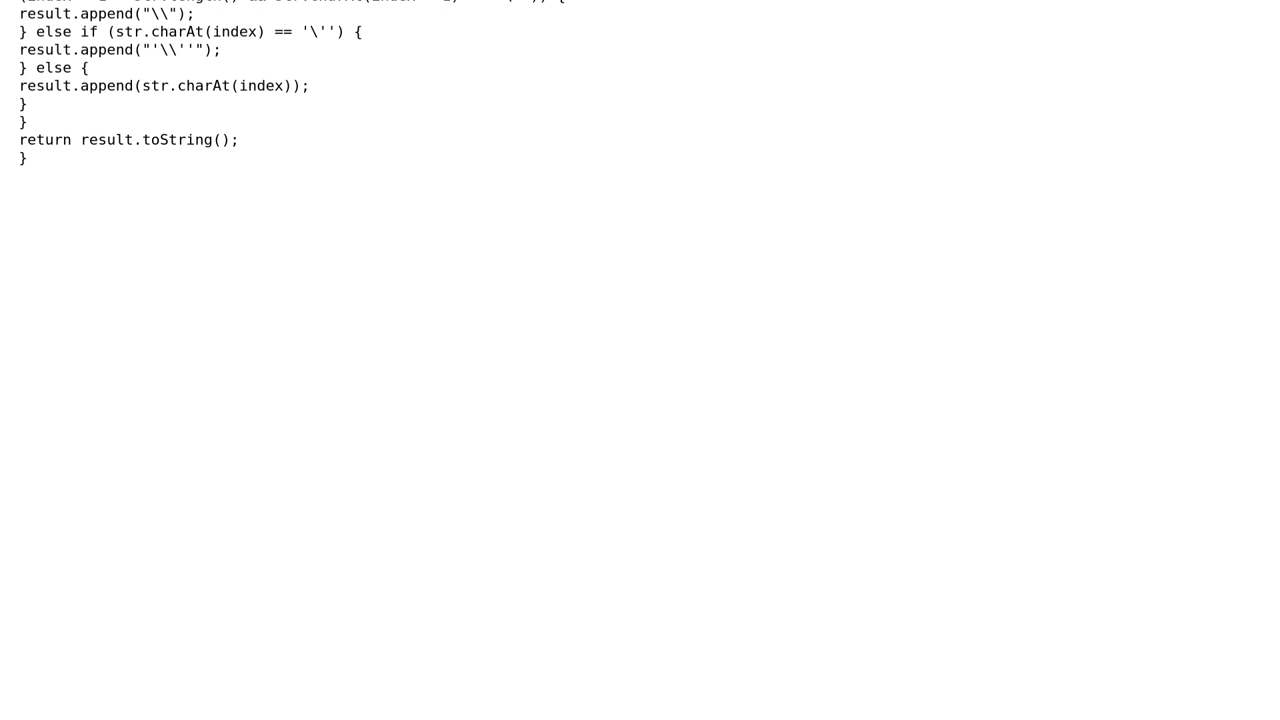 result.append("\\");
} else if (str.charAt(index) == '\'') {
result.append("'\\''");
} else {
result.append(str.charAt(index));
}
}
return result.toString();
}